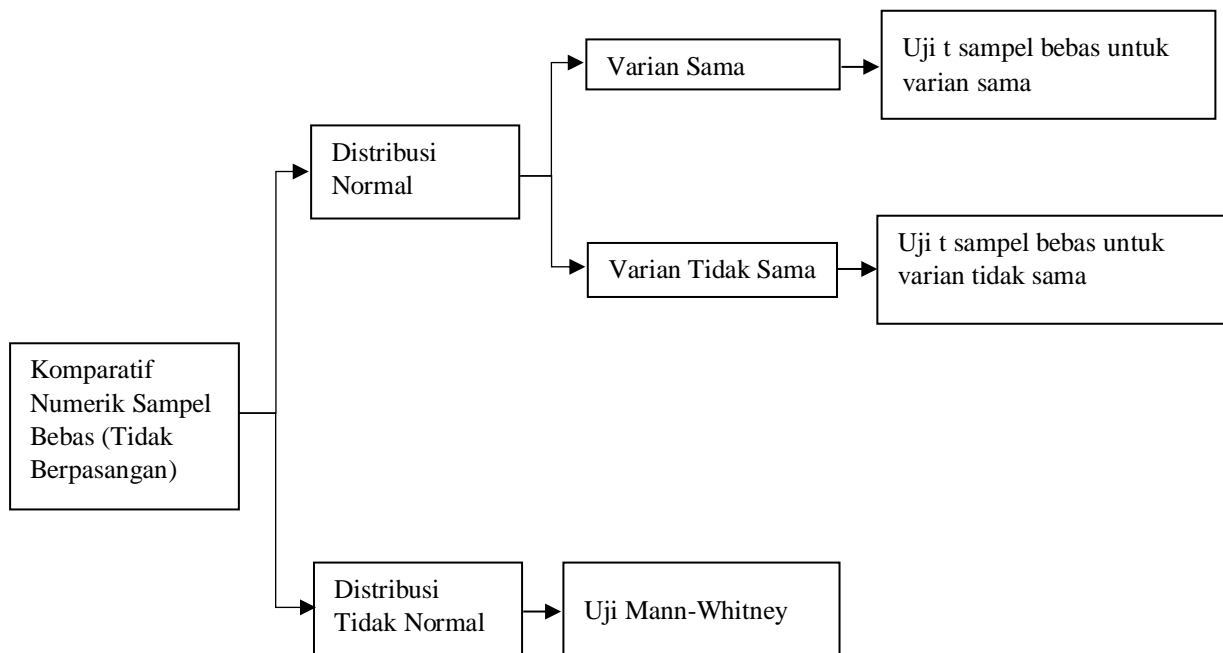 Komparatif
Numerik Sampel
Bebas (Tidak
Berpasangan)
Distribusi
Normal
Varian Sama
Uji t sampel bebas untuk
varian sama
Varian Tidak Sama
Uji t sampel bebas untuk
varian tidak sama
Distribusi
Tidak Normal
Uji Mann-Whitney